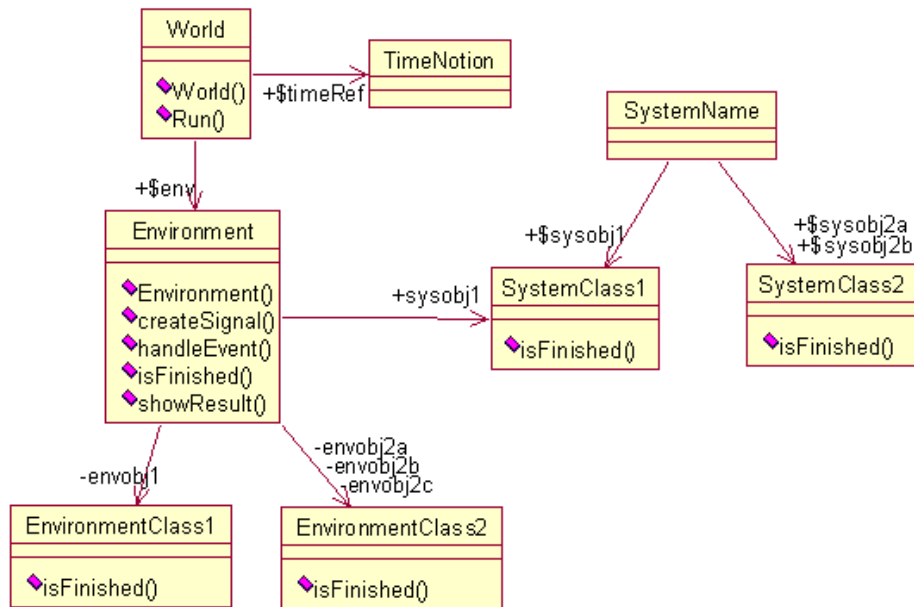 World
World()
Run()
+$timeRef
TimeNotion
SystemName
+$env
Environment
Environment()
createSignal()
handleEvent()
isFinished()
showResult()
+sysobj1
+$sysobj1
+$sysobj2a
+$sysobj2b
SystemClass1
isFinished()
SystemClass2
isFinished()
-envobj1
-envobj2a
-envobj2b
-envobj2c
EnvironmentClass1
isFinished()
EnvironmentClass2
isFinished()